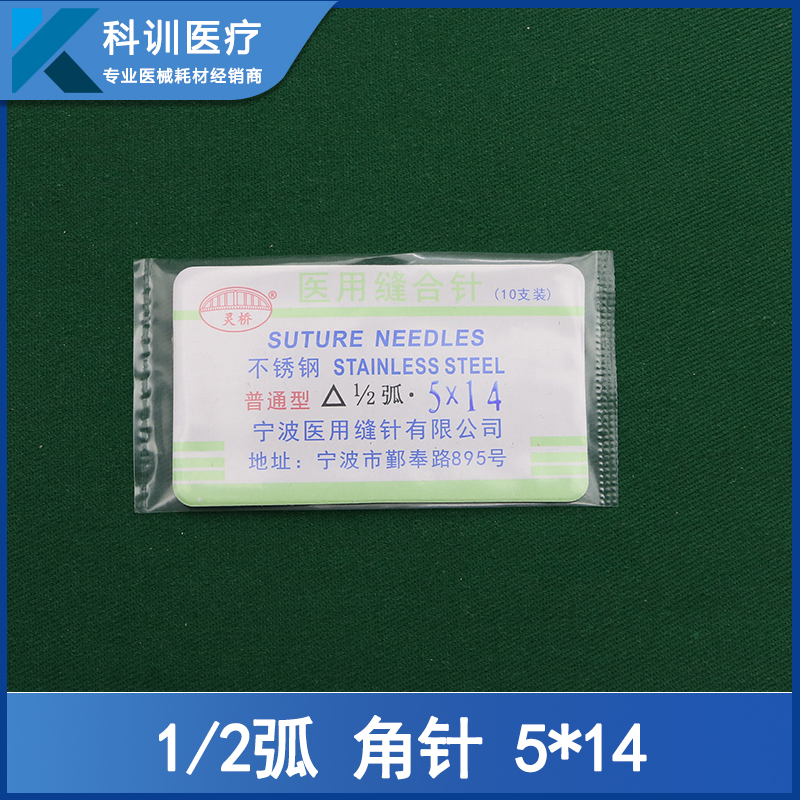 科训医疗
专业医械耗材经销商
医用缝合针 (10支装)
灵桥®
SUTURE NEEDLES
不锈钢 STAINLESS STEEL
普通型 △ 1/2 弧·5×14
宁波医用缝针有限公司
地址：宁波市鄞奉路895号
1/2弧 角针 5*14